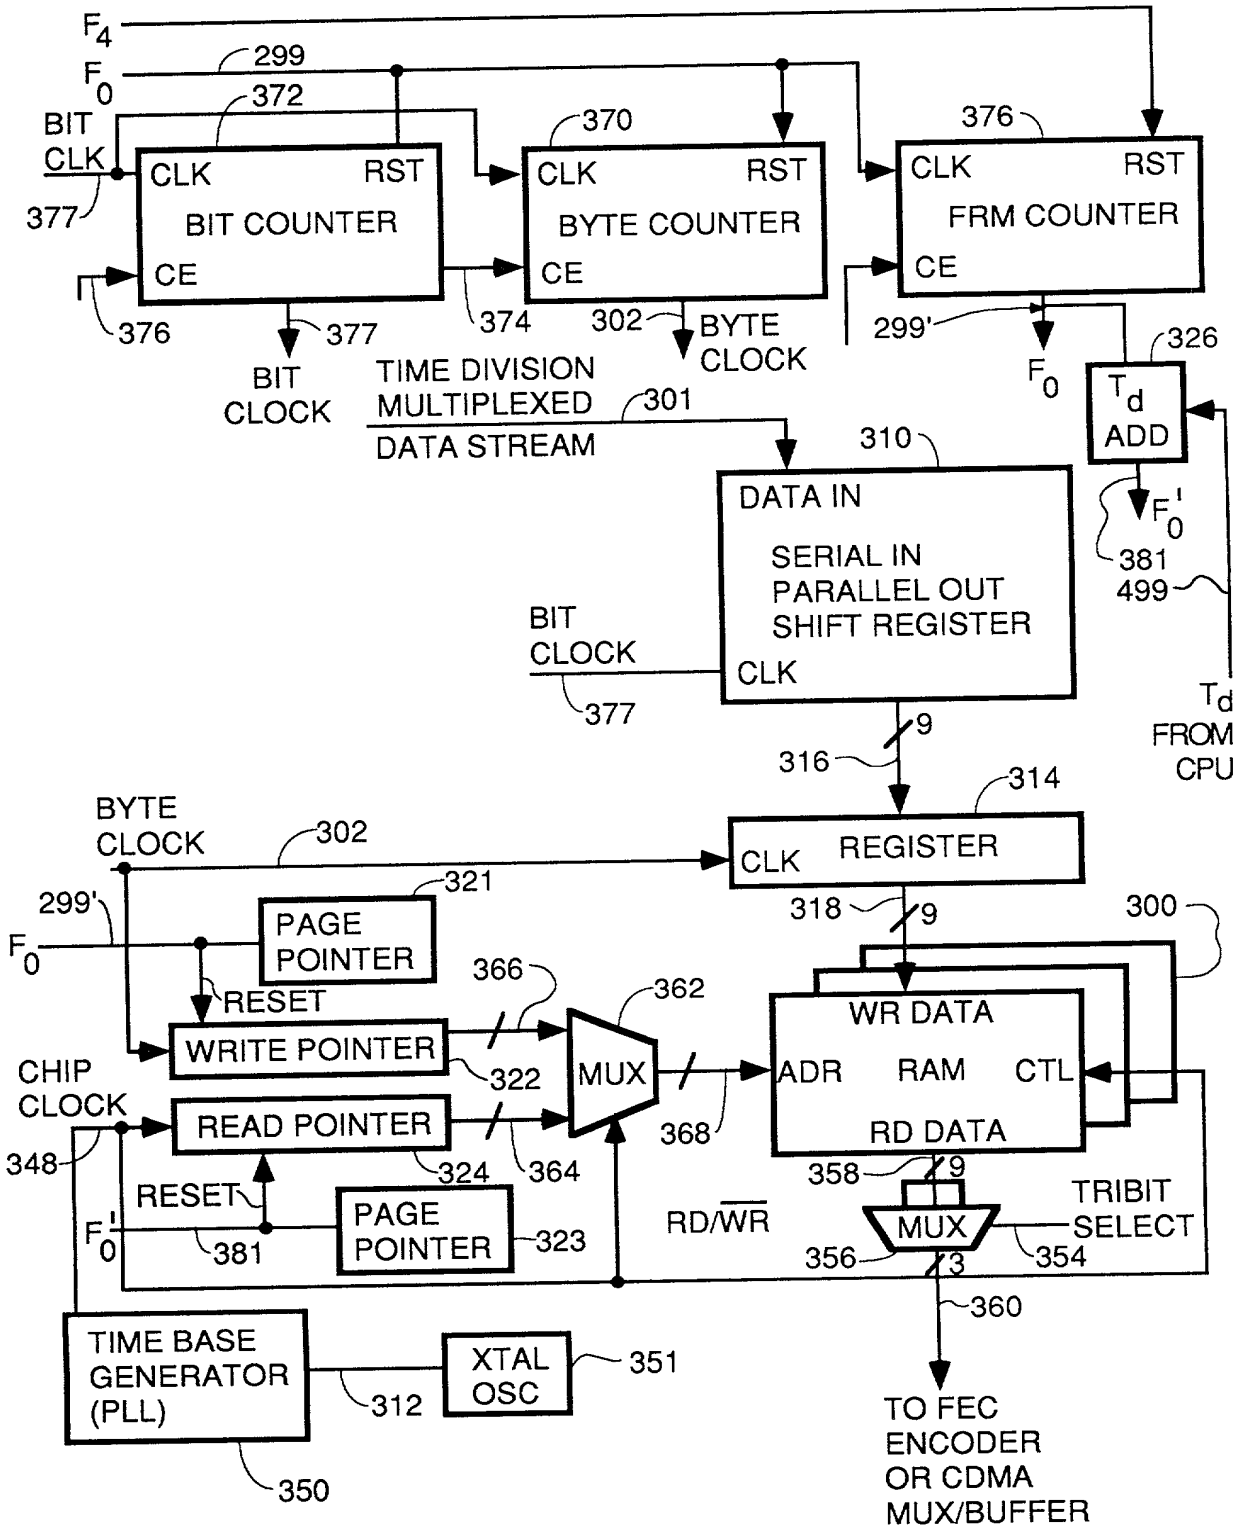 F4
F0
299
BIT
CLK
377
372
CLK
RST
BIT COUNTER
CE
376
377
BIT
CLOCK
374
370
CLK
RST
BYTE COUNTER
CE
302
BYTE
CLOCK
376
CLK
RST
FRM COUNTER
CE
299'
F0
326
Td
ADD
F0'
381
499
Td
FROM
CPU
TIME DIVISION
MULTIPLEXED
DATA STREAM
301
310
DATA IN
SERIAL IN
PARALLEL OUT
SHIFT REGISTER
CLK
BIT
CLOCK
377
9
316
314
REGISTER
CLK
BYTE
CLOCK
302
318
9
300
299'
F0
321
PAGE
POINTER
RESET
WRITE POINTER
322
366
362
MUX
368
WR DATA
ADR
RAM
CTL
RD DATA
CHIP
CLOCK
348
READ POINTER
324
364
RESET
F0'
381
PAGE
POINTER
323
RD/W̅R̅
358
9
MUX
356
TRIBIT
SELECT
354
3
360
TIME BASE
GENERATOR
(PLL)
350
312
XTAL
OSC
351
TO FEC
ENCODER
OR CDMA
MUX/BUFFER